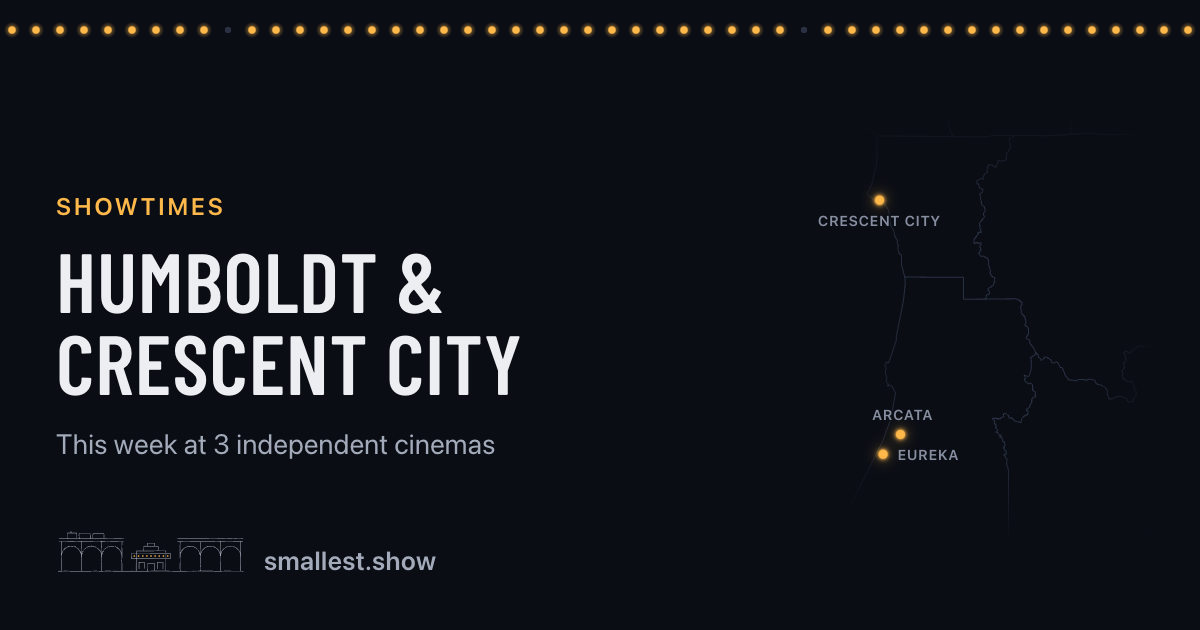 SHOWTIMES
HUMBOLDT &
CRESCENT CITY
This week at 3 independent cinemas
smallest.show
CRESCENT CITY
ARCATA
EUREKA